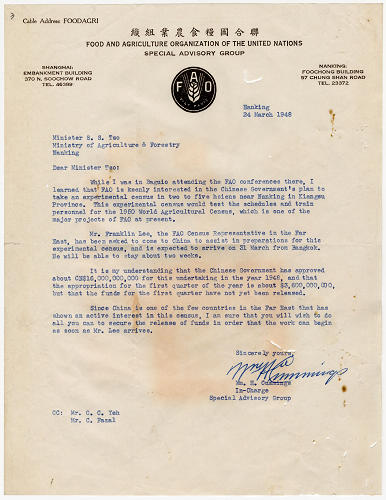 Cable Address FOODAGRI
織組業農食糧國合聯
FOOD AND AGRICULTURE ORGANIZATION OF THE UNITED NATIONS
SPECIAL ADVISORY GROUP
SHANGHAI:
EMBANKMENT BUILDING
370 N. SOOCHOW ROAD
TEL. 46399
FAO
NANKING:
FOOCHONG BUILDING
57 CHUNG SHAN ROAD
TEL. 23372
Nanking
24 March 1948
Minister S. S. Tso
Ministry of Agriculture & Forestry
Nanking
Dear Minister Tso:
While I was in Baguio attending the FAO conferences there, I
learned that FAO is keenly interested in the Chinese Government's plan to
take an experimental census in two to five hsien near Nanking in Kiangsu
Province. This experimental census would test the schedules and train
personnel for the 1950 World Agricultural Census, which is one of the
major projects of FAO at present.
Mr. Franklin Lee, the FAO Census Representative in the Far
East, has been asked to come to China to assist in preparations for this
experimental census, and is expected to arrive on 31 March from Bangkok.
He will be able to stay about two weeks.
It is my understanding that the Chinese Government has approved
about CN$16,000,000,000 for this undertaking in the year 1948, and that
the appropriation for the first quarter of the year is about $3,600,000,000,
but that the funds for the first quarter have not yet been released.
Since China is one of the few countries in the Far East that has
shown an active interest in this census, I am sure that you will wish to do
all you can to secure the release of funds in order that the work can begin
as soon as Mr. Lee arrives.
Sincerely yours,
Wm. H. Cummings
In-Charge
Special Advisory Group
CC: Mr. C. C. Yeh
Mr. C. Fazal